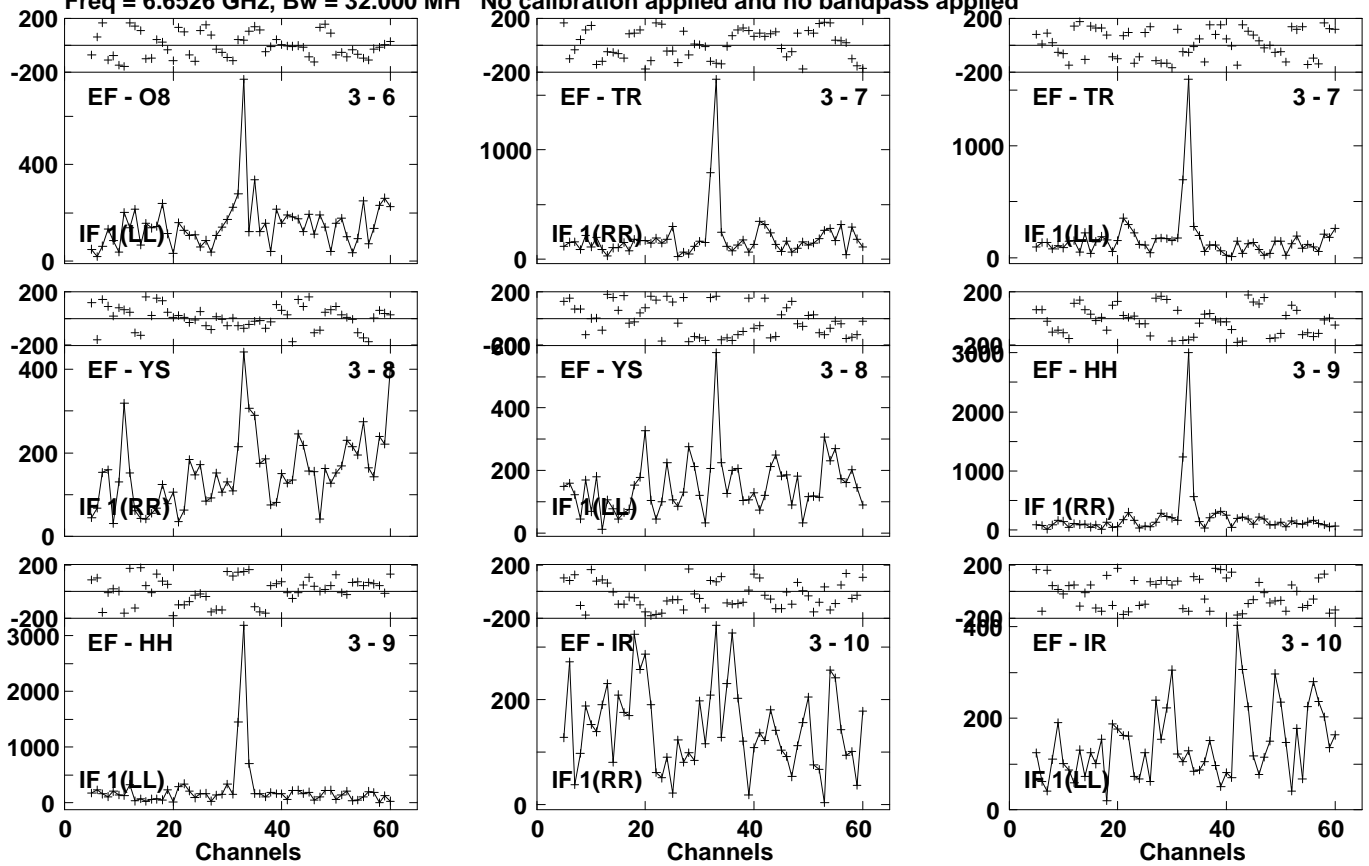 Freq = 6.6526 GHz, Bw = 32.000 MH No calibration applied and no bandpass applied
200 200 200
-200 -200 -200
EF - O8 3 - 6 EF - TR 3 - 7 EF - TR 3 - 7
1000 1000
400
IF 1(LL) IF 1(RR) IF 1(LL)
0 0 0
200 200 200
-200 -200 600 -200 3000
EF - YS 3 - 8 EF - YS 3 - 8 EF - HH 3 - 9
400 400 2000
200 200 1000
IF 1(RR) IF 1(LL) IF 1(RR)
0 0 0
200 200 200
-200 -200 -200 400
3000 EF - HH 3 - 9 EF - IR 3 - 10 EF - IR 3 - 10
2000 200 200
1000
IF 1(LL) IF 1(RR) IF 1(LL)
0 0 0
0 20 40 60 0 20 40 60 0 20 40 60
Channels Channels Channels